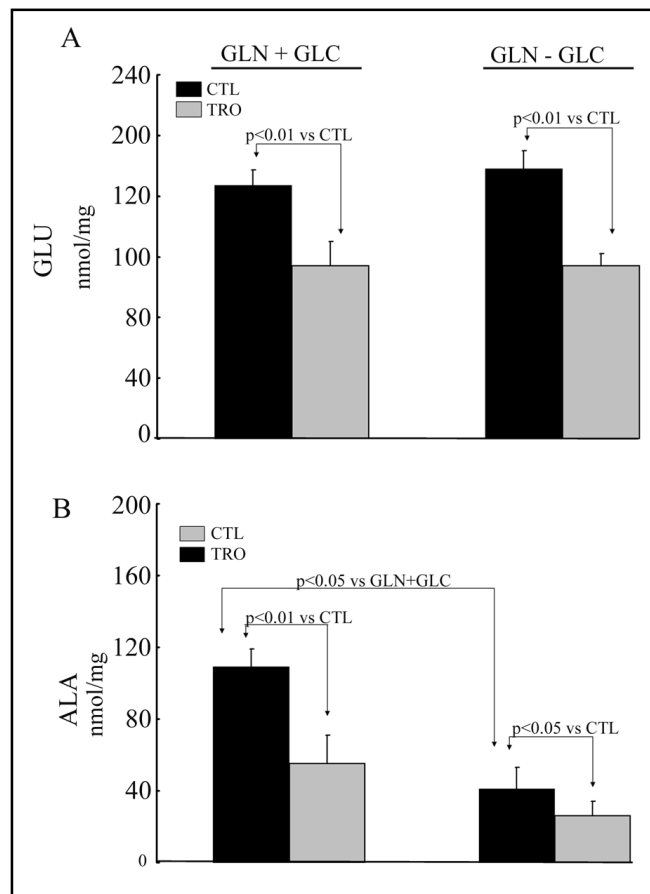 A
GLN + GLC
GLN - GLC
240
CTL
TRO
200
p<0.01 vs CTL
p<0.01 vs CTL
120
GLU
nmol/mg
100
80
40
0
B
200
CTL
TRO
160
p<0.05 vs GLN+GLC
p<0.01 vs CTL
120
ALA
nmol/mg
80
p<0.05 vs CTL
40
0